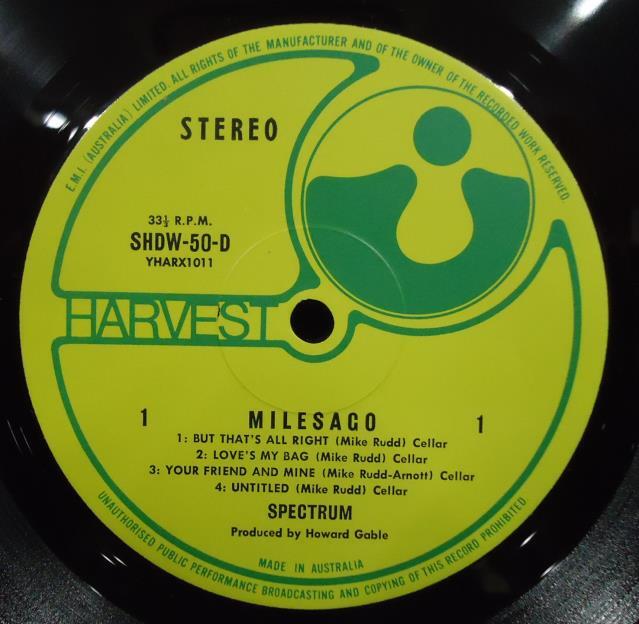 E.M.I. (AUSTRALIA) LIMITED. ALL RIGHTS OF THE MANUFACTURER AND OF THE OWNER OF THE RECORDED WORK RESERVED.
STEREO
33⅓ R.P.M.
SHDW-50-D
YHARX1011
HARVEST
1 MILESAGO 1
1: BUT THAT'S ALL RIGHT (Mike Rudd) Cellar
2: LOVE'S MY BAG (Mike Rudd) Cellar
3: YOUR FRIEND AND MINE (Mike Rudd-Arnott) Cellar
4: UNTITLED (Mike Rudd) Cellar
SPECTRUM
Produced by Howard Gable
MADE IN AUSTRALIA
UNAUTHORISED PUBLIC PERFORMANCE BROADCASTING AND COPYING OF THIS RECORD PROHIBITED